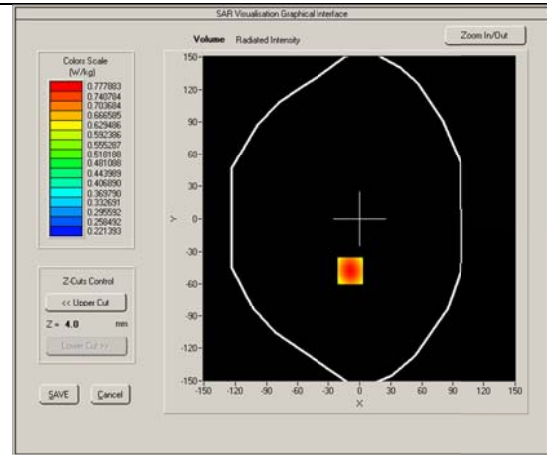 SAR Visualisation Graphical interface
Volume Radiated Intensity
Zoom In/Out
Colors Scale
(W/kg)
0.777883
0.740784
0.703684
0.666585
0.629486
0.592386
0.555287
0.518188
0.481088
0.443989
0.406890
0.369790
0.332691
0.295592
0.258492
0.221393
Z-Cuts Control
<< Upper Cut
Z = 4.0 mm
Lower Cut >>
SAVE Cancel
150-
120-
90-
60-
30-
0-
-30-
-60-
-90-
-120-
-150-
Y
-150 -120 -90 -60 -30 0 30 60 90 120 150
X